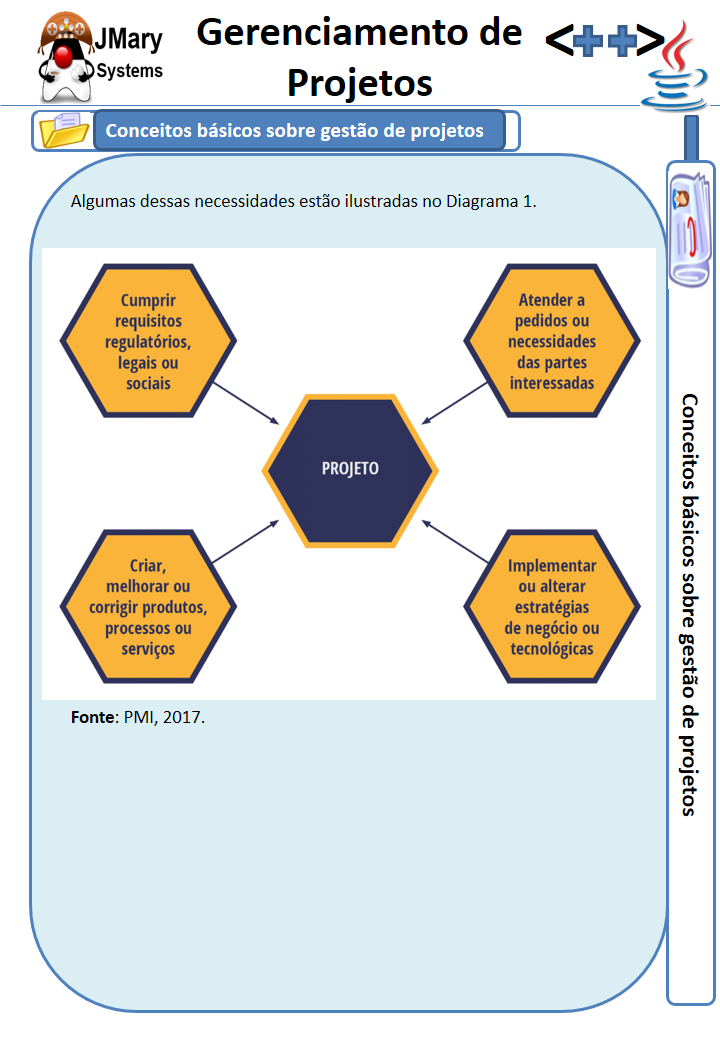 JMary
Systems
Gerenciamento de
Projetos
<++>
Conceitos básicos sobre gestão de projetos
Algumas dessas necessidades estão ilustradas no Diagrama 1.
Cumprir
requisitos
regulatórios,
legais ou
sociais
Atender a
pedidos ou
necessidades
das partes
interessadas
PROJETO
Criar,
melhorar ou
corrigir produtos,
processos ou
serviços
Implementar
ou alterar
estratégias
de negócio ou
tecnológicas
Fonte: PMI, 2017.
Conceitos básicos sobre gestão de projetos